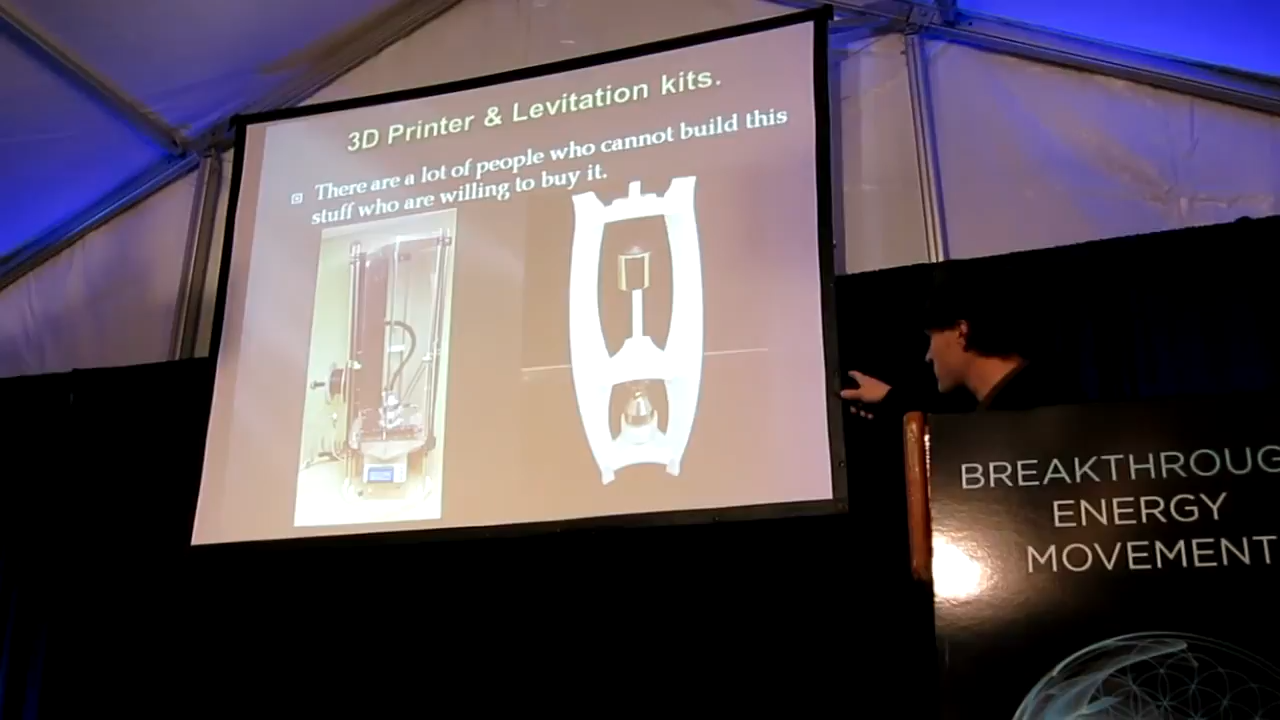 3D Printer & Levitation kits.
There are a lot of people who cannot build this
stuff who are willing to buy it.
BREAKTHROUG
ENERGY
MOVEMENT